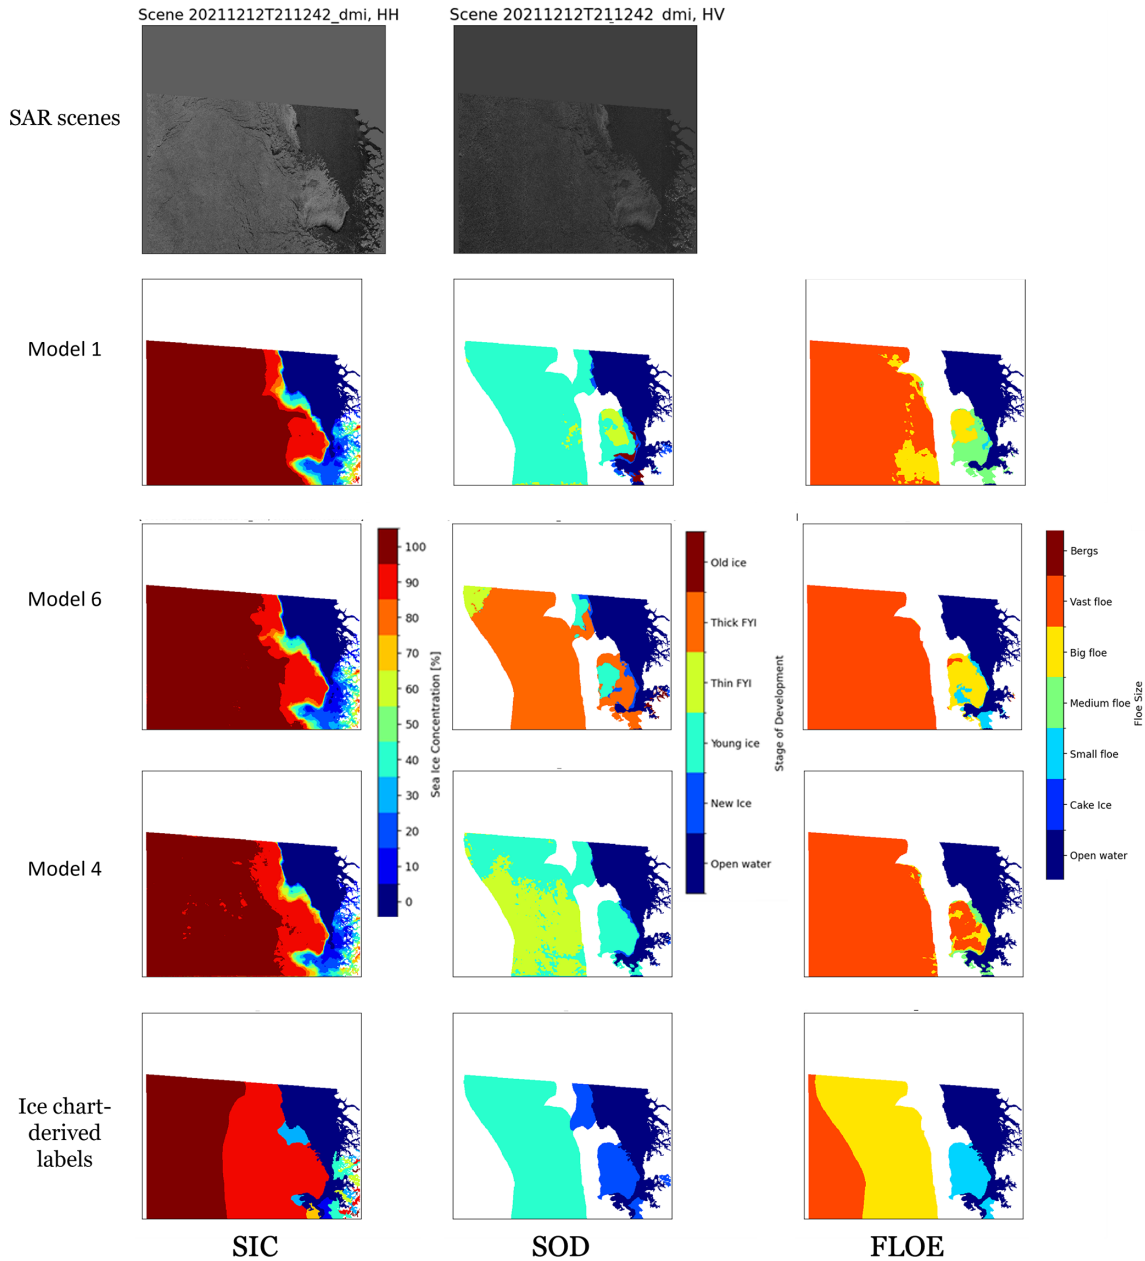 Scene 20211212T211242_dmi, HH
Scene 20211212T211242 dmi, HV
SAR scenes
Model 1
Model 6
100
90
80
70
60
50
40
30
20
10
0
Sea Ice Concentration [%]
Old ice
Thick FYI
Thin FYI
Young ice
New Ice
Open water
Stage of Development
Bergs
Vast floe
Big floe
Medium floe
Small floe
Cake Ice
Open water
Floe Size
Model 4
Ice chart-
derived
labels
SIC
SOD
FLOE